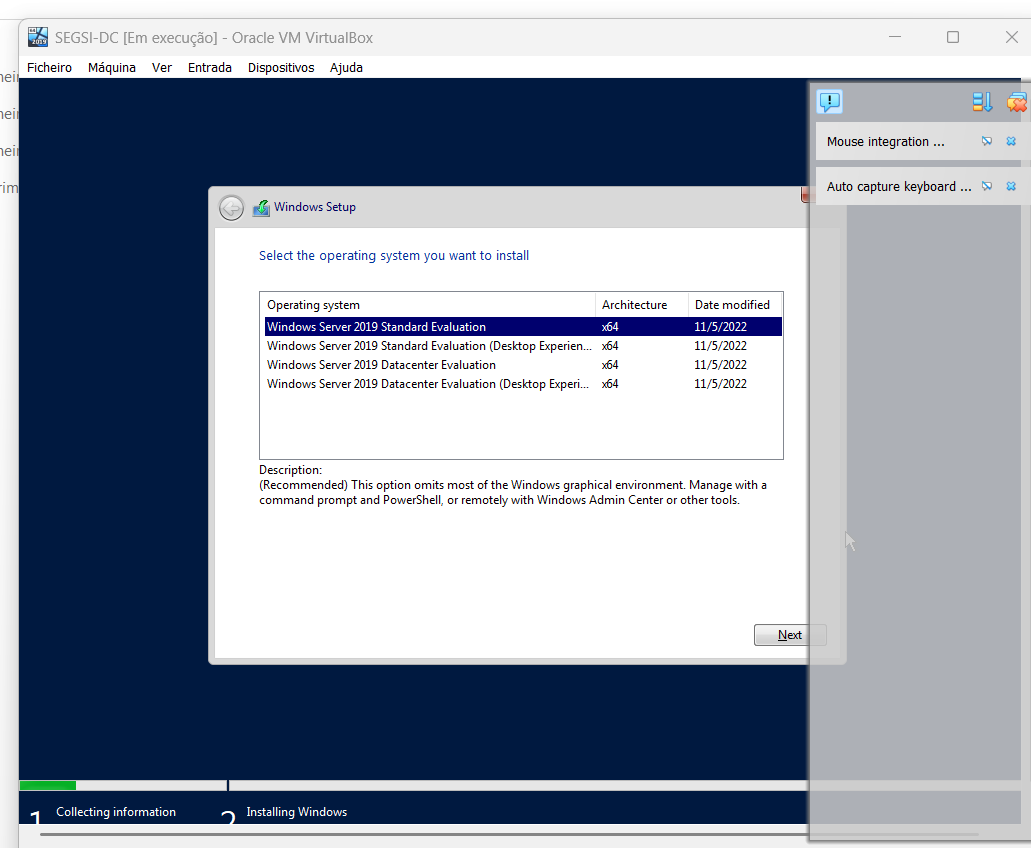 SEGSI-DC [Em execução] - Oracle VM VirtualBox
Ficheiro Máquina Ver Entrada Dispositivos Ajuda
Mouse integration ...
Auto capture keyboard ...
Windows Setup
Select the operating system you want to install
Operating system Architecture Date modified
Windows Server 2019 Standard Evaluation x64 11/5/2022
Windows Server 2019 Standard Evaluation (Desktop Experien... x64 11/5/2022
Windows Server 2019 Datacenter Evaluation x64 11/5/2022
Windows Server 2019 Datacenter Evaluation (Desktop Experi... x64 11/5/2022
Description:
(Recommended) This option omits most of the Windows graphical environment. Manage with a
command prompt and PowerShell, or remotely with Windows Admin Center or other tools.
Next
1 Collecting information 2 Installing Windows